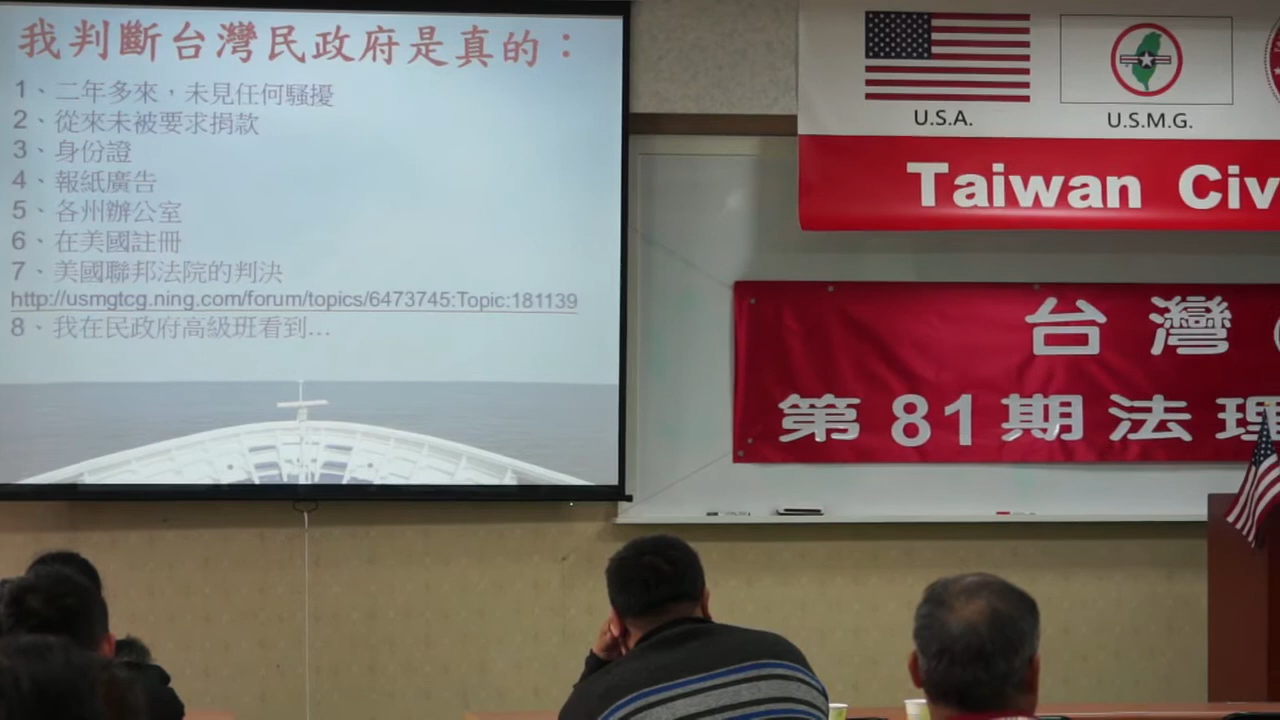 我判斷台灣民政府是真的：
1、二年多來，未見任何騷擾
2、從來未被要求捐款
3、身份證
4、報紙廣告
5、各州辦公室
6、在美國註冊
7、美國聯邦法院的判決
http://usmgtcg.ning.com/forum/topics/6473745:Topic:181139
8、我在民政府高級班看到...
U.S.A.
U.S.M.G.
Taiwan Civ
台灣
第81期法理